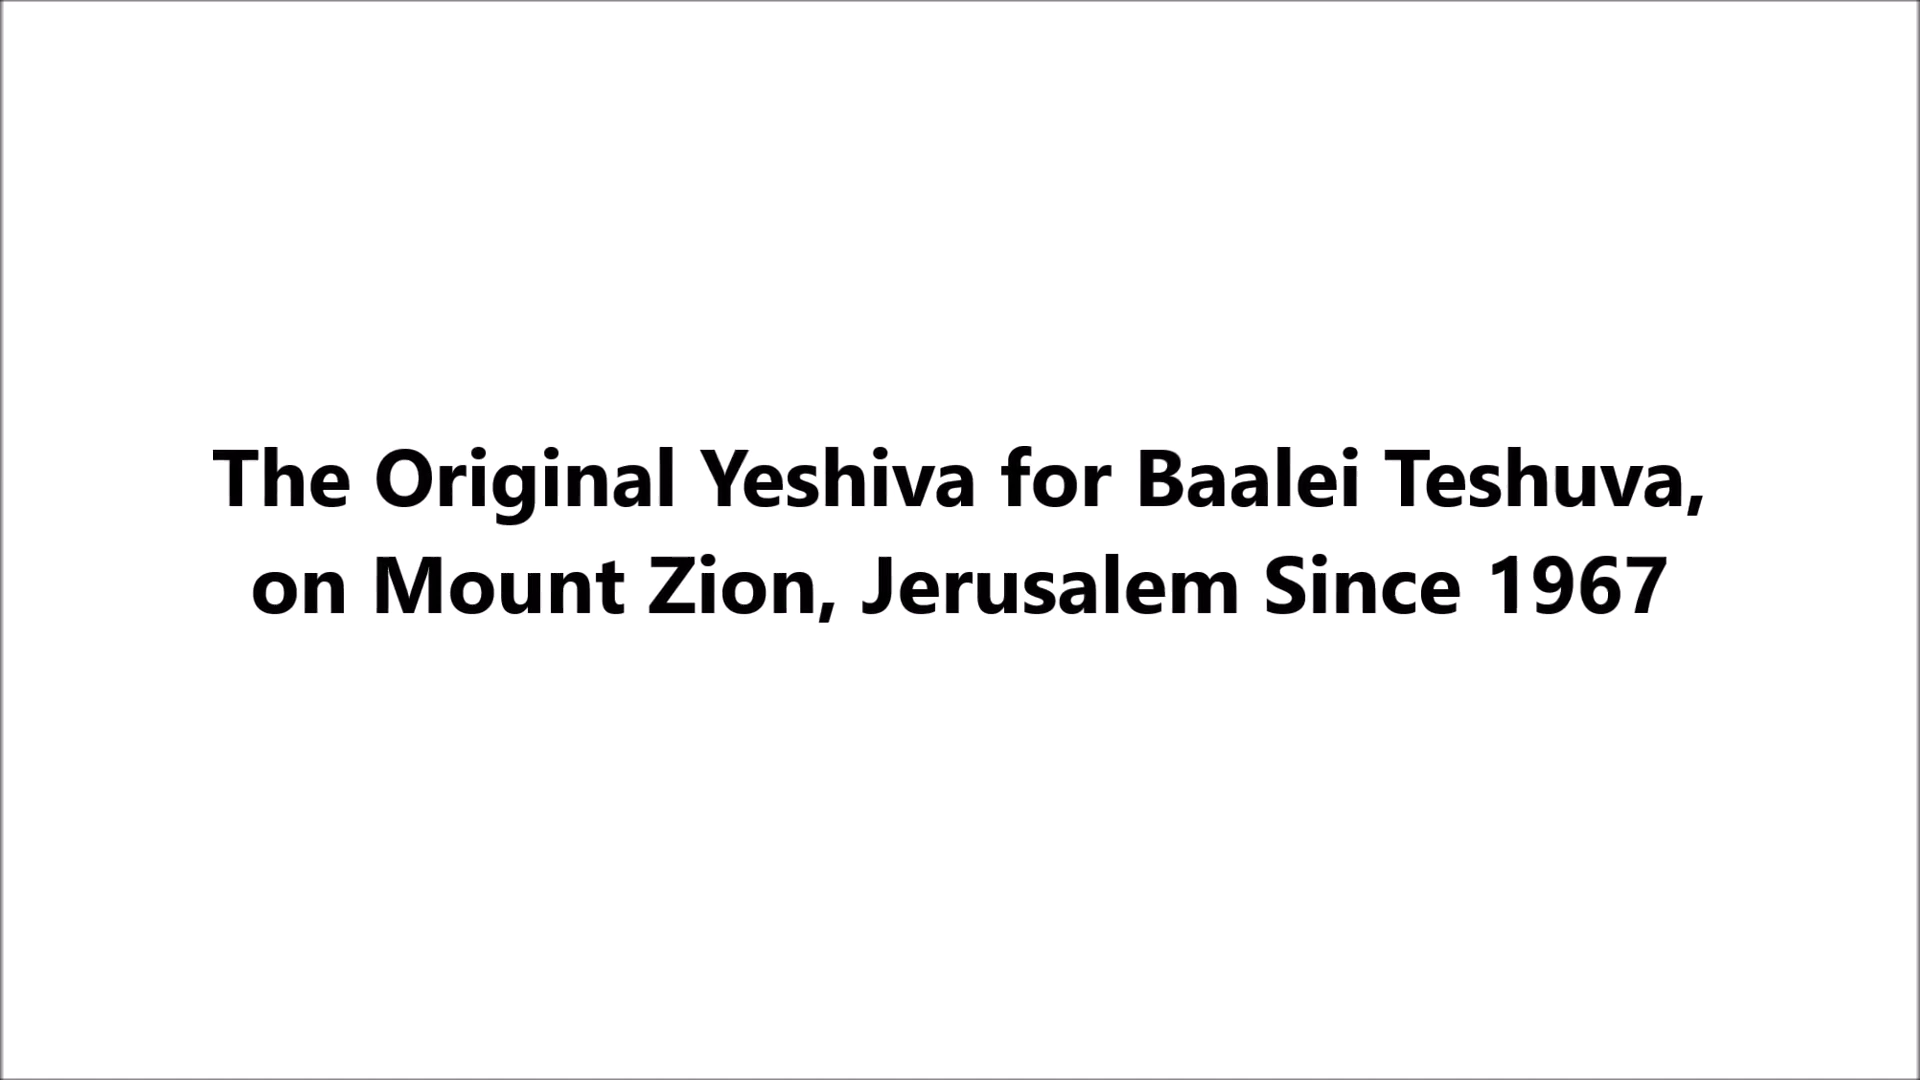 The Original Yeshiva for Baalei Teshuva,
on Mount Zion, Jerusalem Since 1967